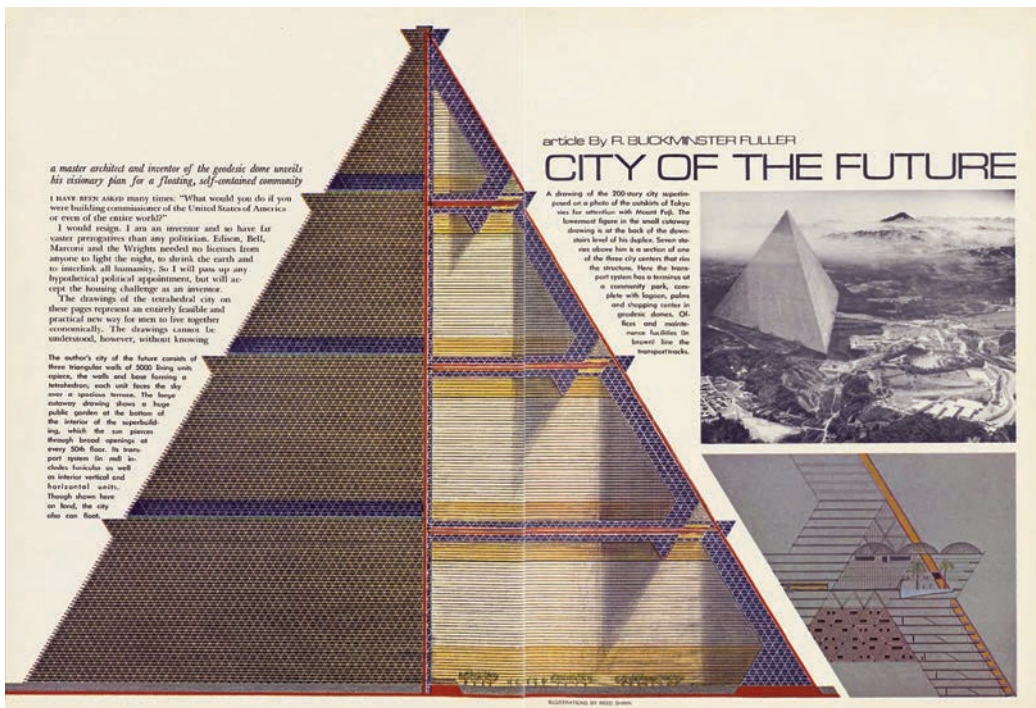 a master architect and inventor of the geodesic dome unveils
his visionary plan for a floating, self-contained community
I HAVE BEEN ASKED many times: "What would you do if you
were building commissioner of the United States of America
or even of the entire world?"
I would resign. I am an inventor and so have far
vaster prerogatives than any politician. Edison, Bell,
Marconi and the Wrights needed no licenses from
anyone to light the night, to shrink the earth and
to interlink all humanity. So I will pass up any
hypothetical political appointment, but will ac-
cept the housing challenge as an inventor.
The drawings of the tetrahedral city on
these pages represent an entirely feasible and
practical new way for men to live together
economically. The drawings cannot be
understood, however, without knowing
The author's city of the future consists of
three triangular walls of 5000 living units
apiece, the walls and base forming a
tetrahedron; each unit faces the sky
over a spacious terrace. The large
cutaway drawing shows a huge
public garden at the bottom of
the interior of the superbuild-
ing, which the sun pierces
through broad openings at
every 50th floor. Its trans-
port system (in red) in-
cludes funicular as well
as interior vertical and
horizontal units.
Though shown here
on land, the city
also can float.
article By R. BUCKMINSTER FULLER
CITY OF THE FUTURE
A drawing of the 200-story city superim-
posed on a photo of the outskirts of Tokyo
vies for attention with Mount Fuji. The
lowermost figure in the small cutaway
drawing is at the back of the down-
stairs level of his duplex. Seven sto-
ries above him is a section of one
of the three city centers that rim
the structure. Here the trans-
port system has a terminus at
a community park, com-
plete with lagoon, palms
and shopping center in
geodesic domes. Of-
fices and mainte-
nance facilities (in
brown) line the
transport tracks.
ILLUSTRATIONS BY